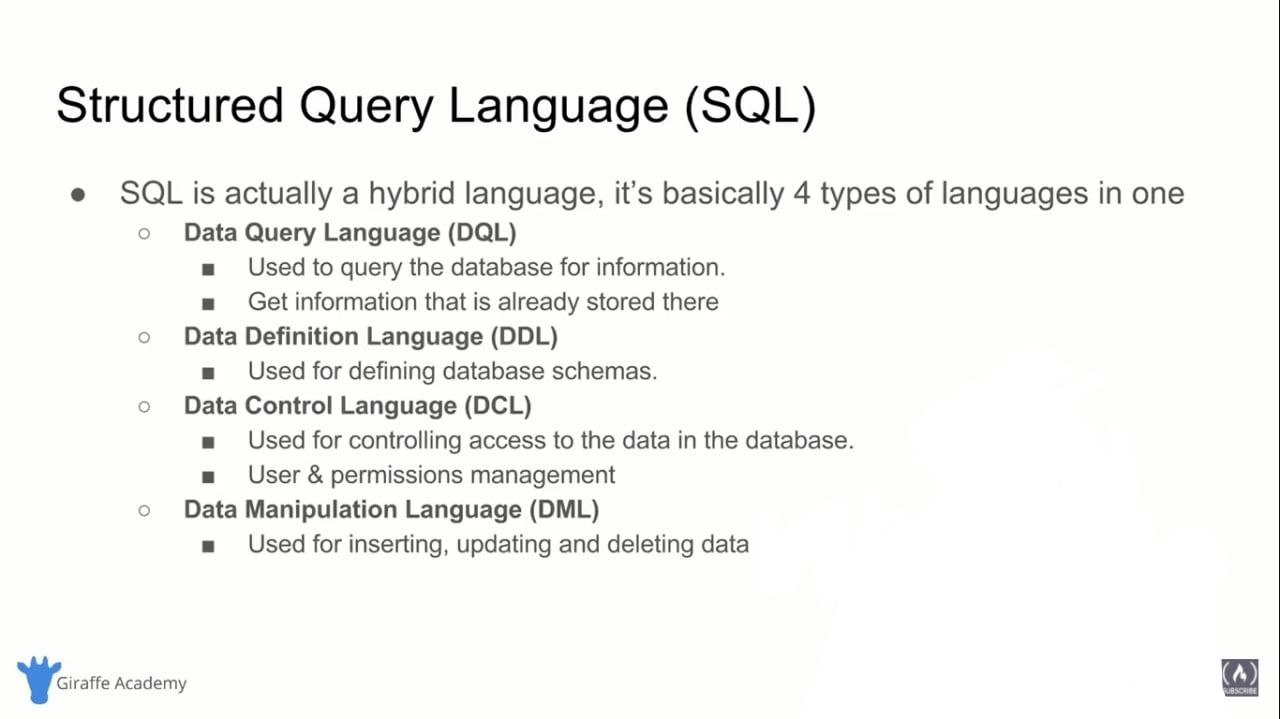 Structured Query Language (SQL)
● SQL is actually a hybrid language, it's basically 4 types of languages in one
○ Data Query Language (DQL)
■ Used to query the database for information.
■ Get information that is already stored there
○ Data Definition Language (DDL)
■ Used for defining database schemas.
○ Data Control Language (DCL)
■ Used for controlling access to the data in the database.
■ User & permissions management
○ Data Manipulation Language (DML)
■ Used for inserting, updating and deleting data
Giraffe Academy
SUBSCRIBE